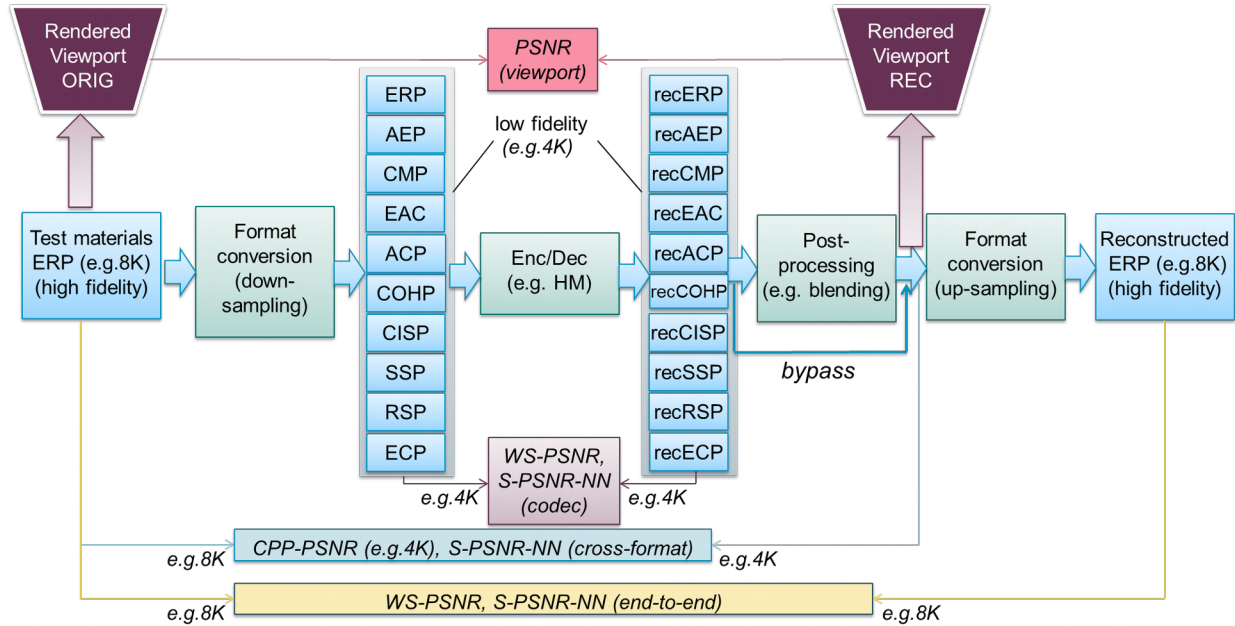 Rendered
Viewport
ORIG
PSNR
(viewport)
Rendered
Viewport
REC
ERP
AEP
CMP
EAC
ACP
COHP
CISP
SSP
RSP
ECP
low fidelity
(e.g.4K)
recERP
recAEP
recCMP
recEAC
recACP
recCOHP
recCISP
recSSP
recRSP
recECP
Test materials
ERP (e.g.8K)
(high fidelity)
Format
conversion
(down-
sampling)
Enc/Dec
(e.g. HM)
Post-
processing
(e.g. blending)
Format
conversion
(up-sampling)
Reconstructed
ERP (e.g.8K)
(high fidelity)
bypass
WS-PSNR,
S-PSNR-NN
(codec)
e.g.4K
e.g.4K
CPP-PSNR (e.g.4K), S-PSNR-NN (cross-format)
e.g.8K
e.g.4K
WS-PSNR, S-PSNR-NN (end-to-end)
e.g.8K
e.g.8K